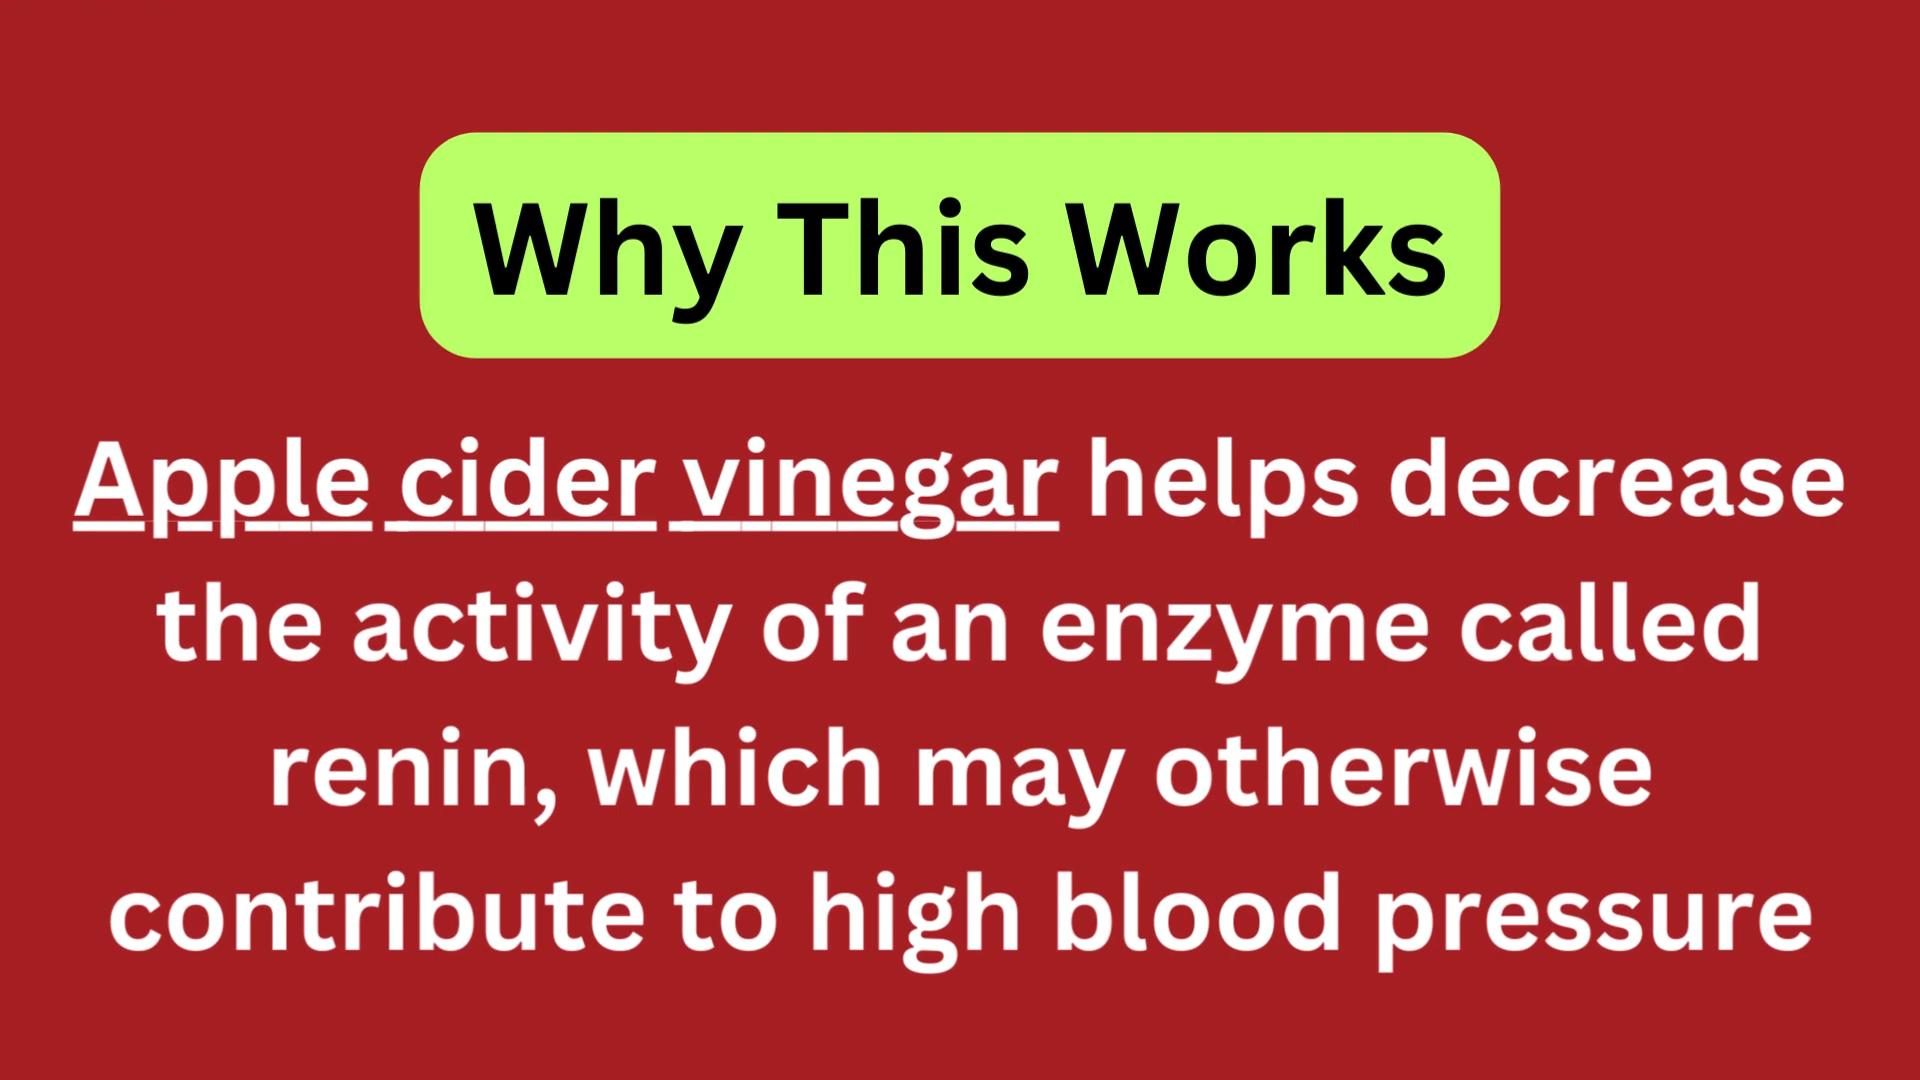 Why This Works
Apple cider vinegar helps decrease
the activity of an enzyme called
renin, which may otherwise
contribute to high blood pressure